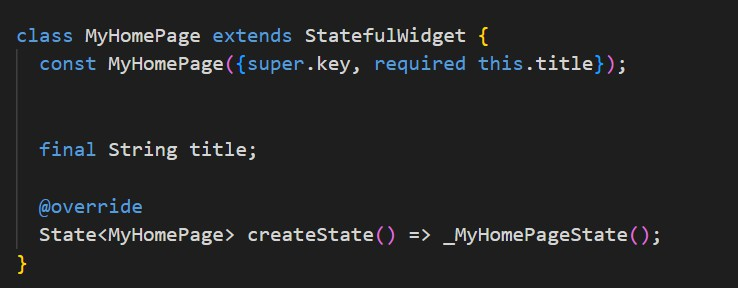 class MyHomePage extends StatefulWidget {
  const MyHomePage({super.key, required this.title});
  final String title;
  @override
  State<MyHomePage> createState() => _MyHomePageState();
}